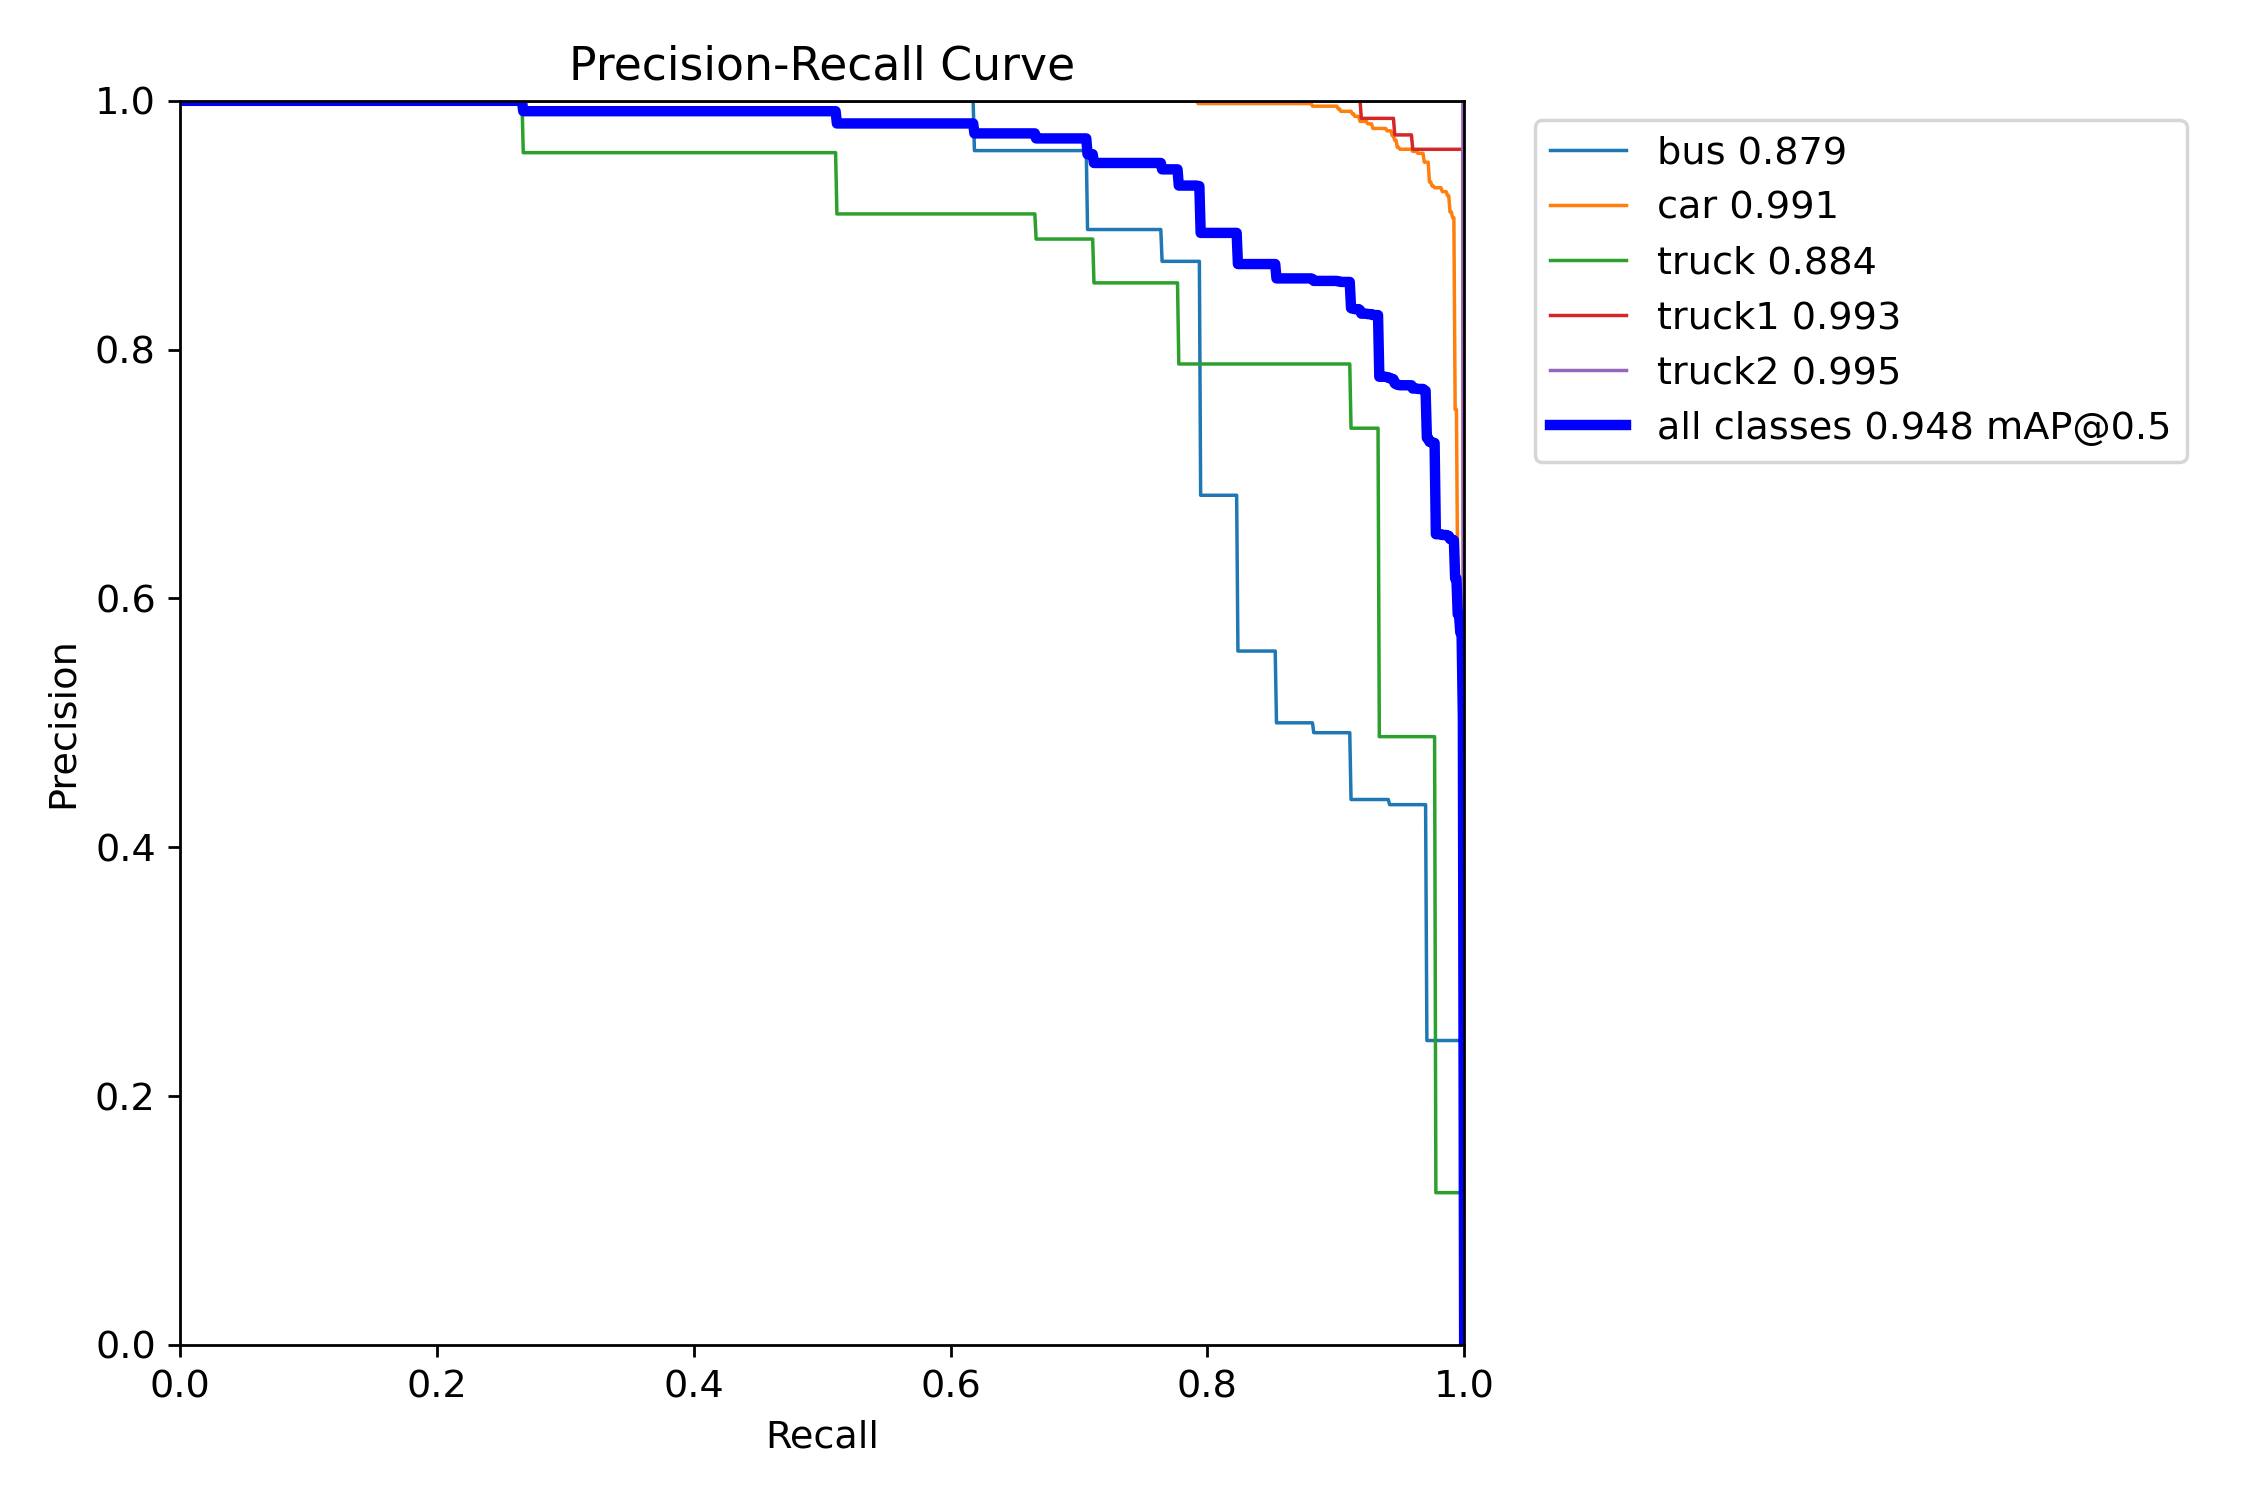 Precision-Recall Curve
1.0
0.8
0.6
0.4
0.2
0.0
Precision
0.0 0.2 0.4 0.6 0.8 1.0
Recall
bus 0.879
car 0.991
truck 0.884
truck1 0.993
truck2 0.995
all classes 0.948 mAP@0.5